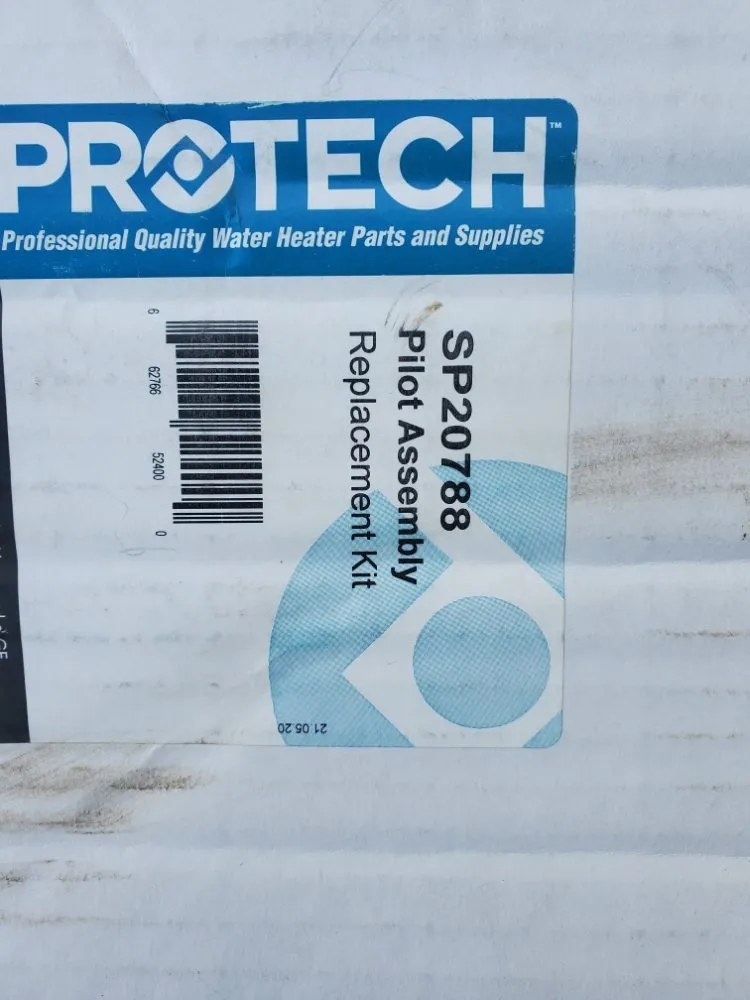 PROTECH™
Professional Quality Water Heater Parts and Supplies
SP20788
Pilot Assembly
Replacement Kit
6 62766 52400 0
21.05.20